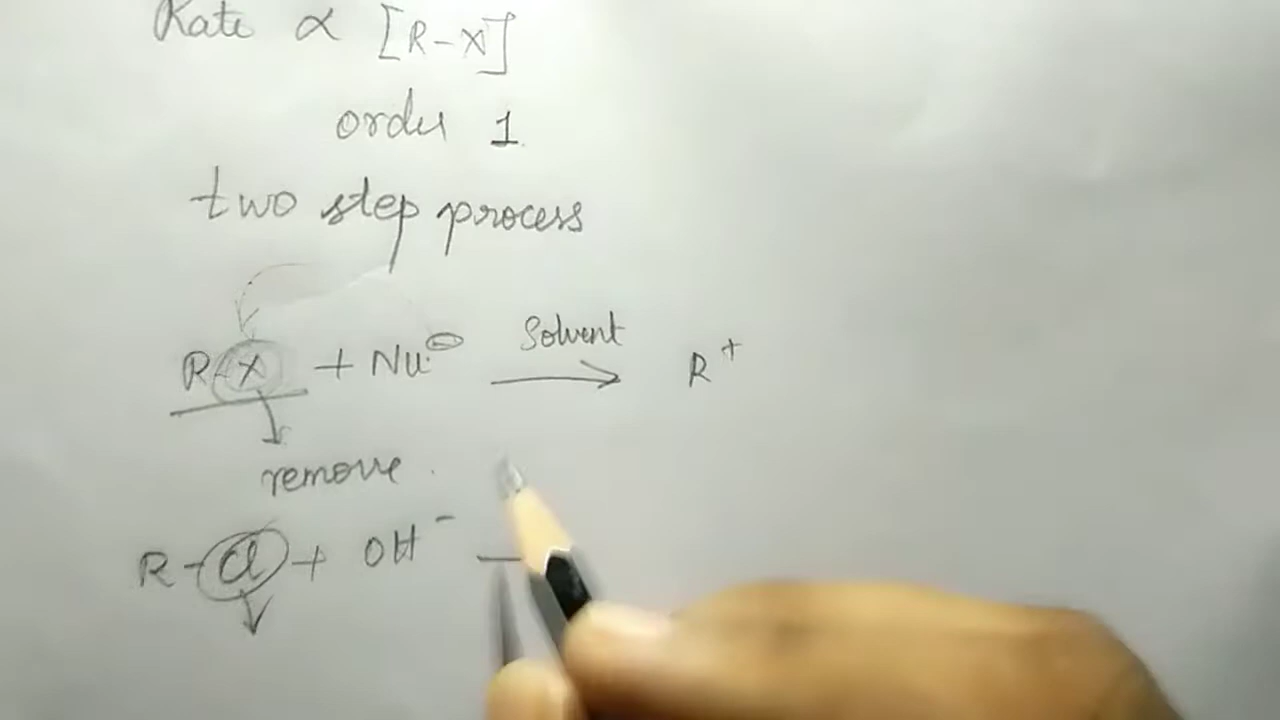 Rate ∝ [R-X]
order 1
two step process
R-X + Nu⊖ Solvent → R+
remove
R-Cl + OH-